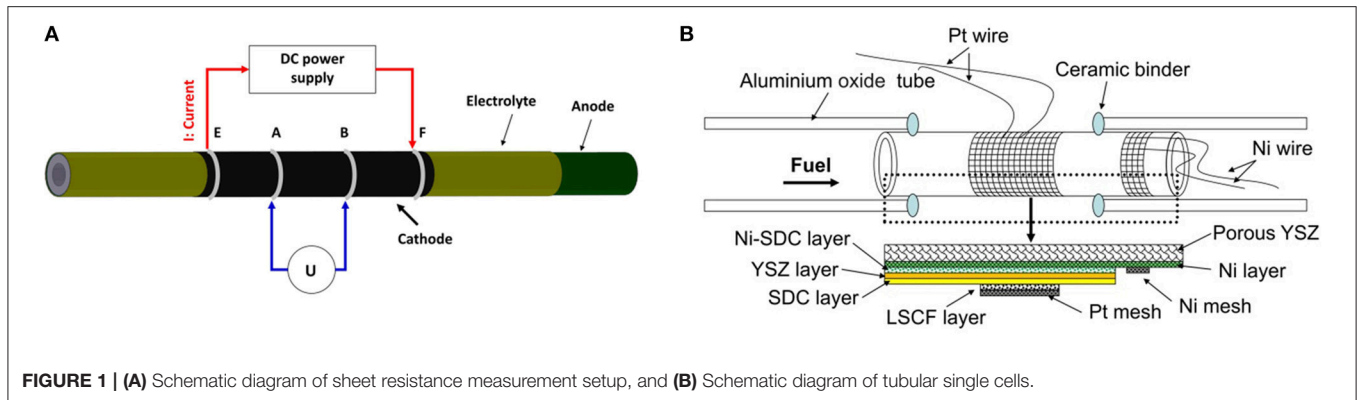 A
DC power
supply
I: Current
E
A
B
F
Electrolyte
Anode
Cathode
U
B
Pt wire
Aluminium oxide tube
Ceramic binder
Fuel
Ni wire
Ni-SDC layer
YSZ layer
SDC layer
LSCF layer
Pt mesh
Ni mesh
Ni layer
Porous YSZ
FIGURE 1 | (A) Schematic diagram of sheet resistance measurement setup, and (B) Schematic diagram of tubular single cells.